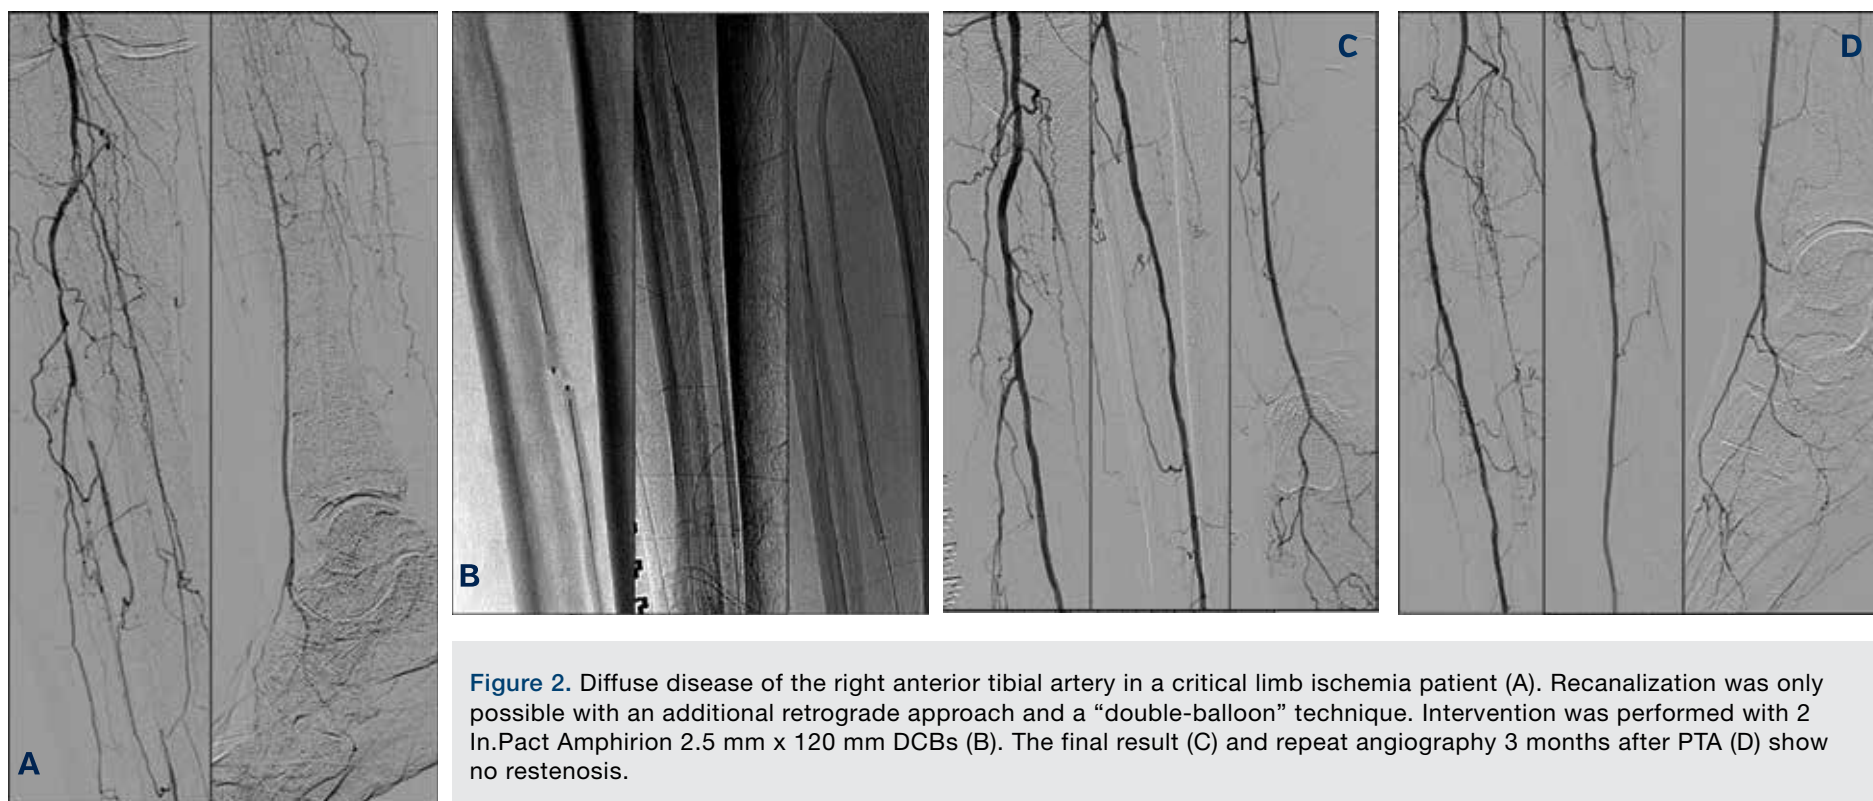 A
B
C
D
Figure 2. Diffuse disease of the right anterior tibial artery in a critical limb ischemia patient (A). Recanalization was only
possible with an additional retrograde approach and a “double-balloon” technique. Intervention was performed with 2
In.Pact Amphirion 2.5 mm x 120 mm DCBs (B). The final result (C) and repeat angiography 3 months after PTA (D) show
no restenosis.